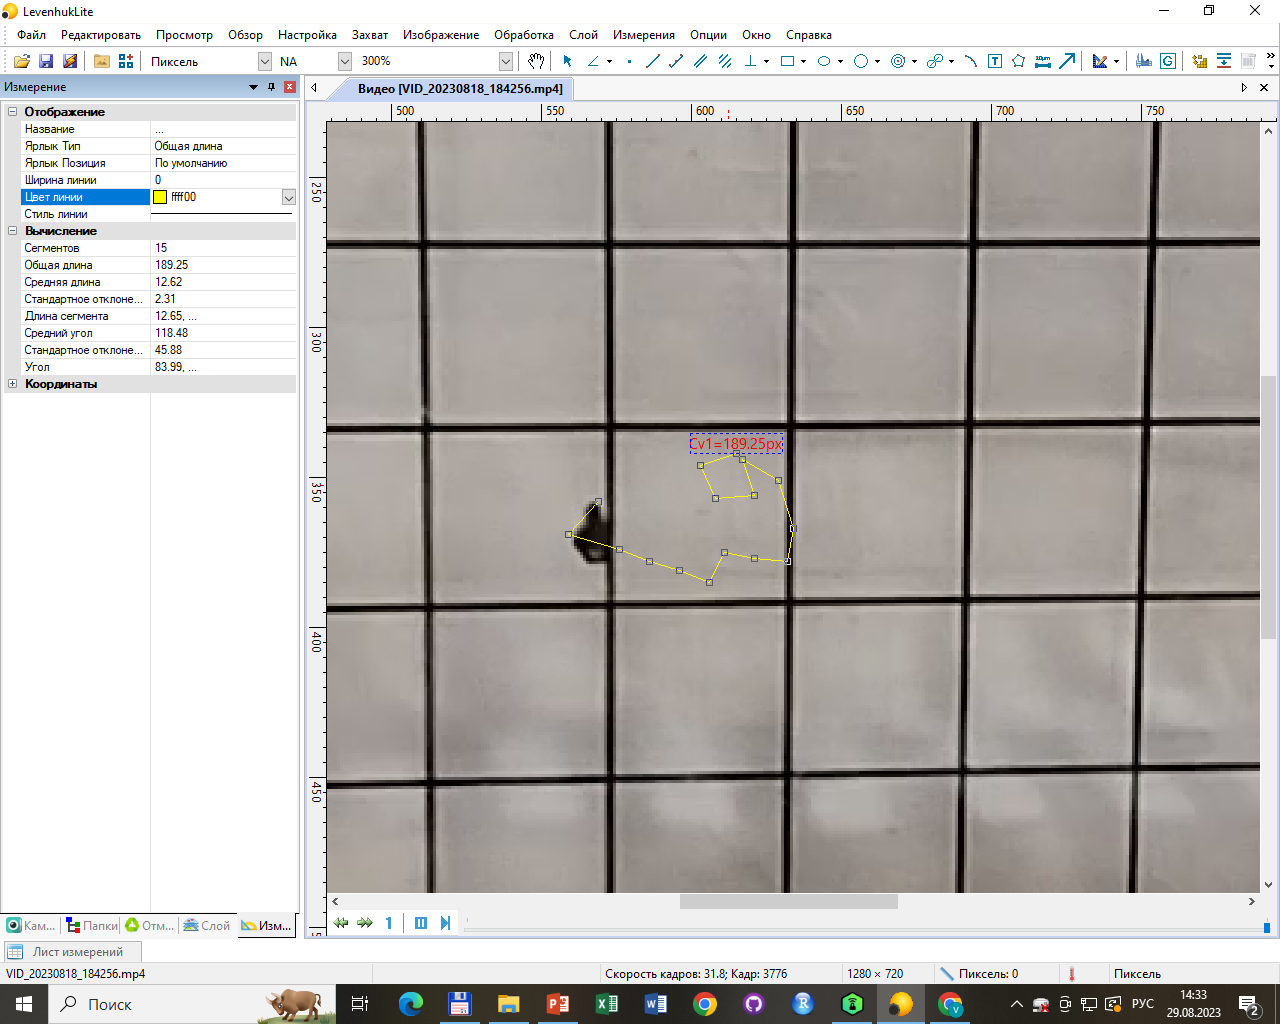 LevenhukLite
Файл Редактировать Просмотр Обзор Настройка Захват Изображение Обработка Слой Измерения Опции Окно Справка
Пиксель NA 300%
Измерение
Видео [VID_20230818_184256.mp4]
500 550 600 650 700 750
Отображение
Название ...
Ярлык Тип Общая длина
Ярлык Позиция По умолчанию
Ширина линии 0
Цвет линии ffff00
Стиль линии
Вычисление
Сегментов 15
Общая длина 189.25
Средняя длина 12.62
Стандартное отклоне... 2.31
Длина сегмента 12.65, ...
Средний угол 118.48
Стандартное отклоне... 45.88
Угол 83.99, ...
Координаты
250
300
350
400
450
Cv1=189.25px
Кам... Папки Отм... Слой Изм...
1
Лист измерений
VID_20230818_184256.mp4 Скорость кадров: 31.8; Кадр: 3776 1280 × 720 Пиксель: 0 Пиксель
Поиск
РУС
14:33
29.08.2023
2